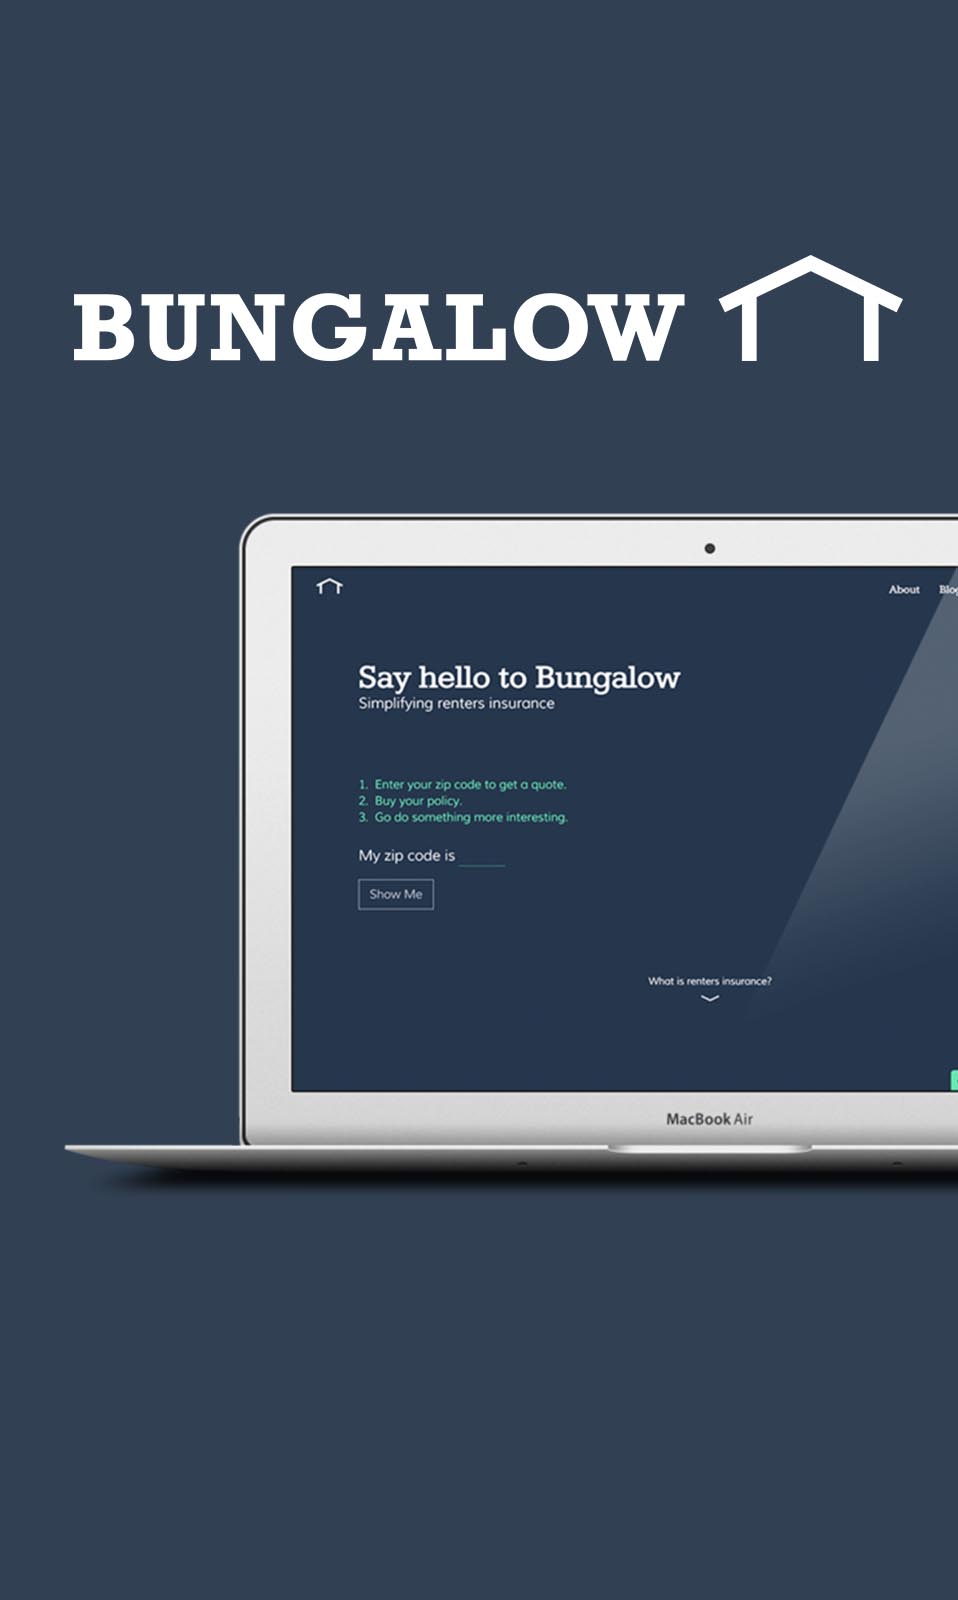 BUNGALOW
About Blog
Say hello to Bungalow
Simplifying renters insurance
1. Enter your zip code to get a quote.
2. Buy your policy.
3. Go do something more interesting.
My zip code is
Show Me
What is renters insurance?
MacBook Air